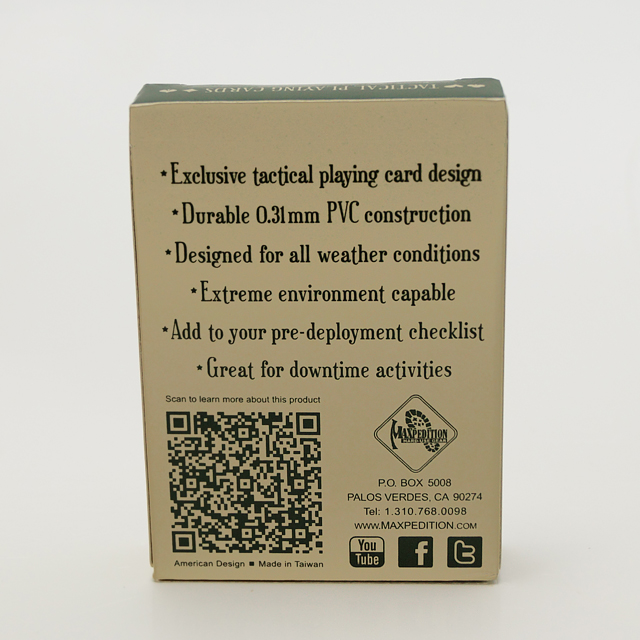 TACTICAL PLAYING CARDS
*Exclusive tactical playing card design
*Durable 0.31mm PVC construction
*Designed for all weather conditions
*Extreme environment capable
*Add to your pre-deployment checklist
*Great for downtime activities
Scan to learn more about this product
MAXPEDITION
HARD-USE GEAR
P.O. BOX 5008
PALOS VERDES, CA 90274
Tel: 1.310.768.0098
WWW.MAXPEDITION.COM
You
Tube
f
t
American Design ■ Made in Taiwan